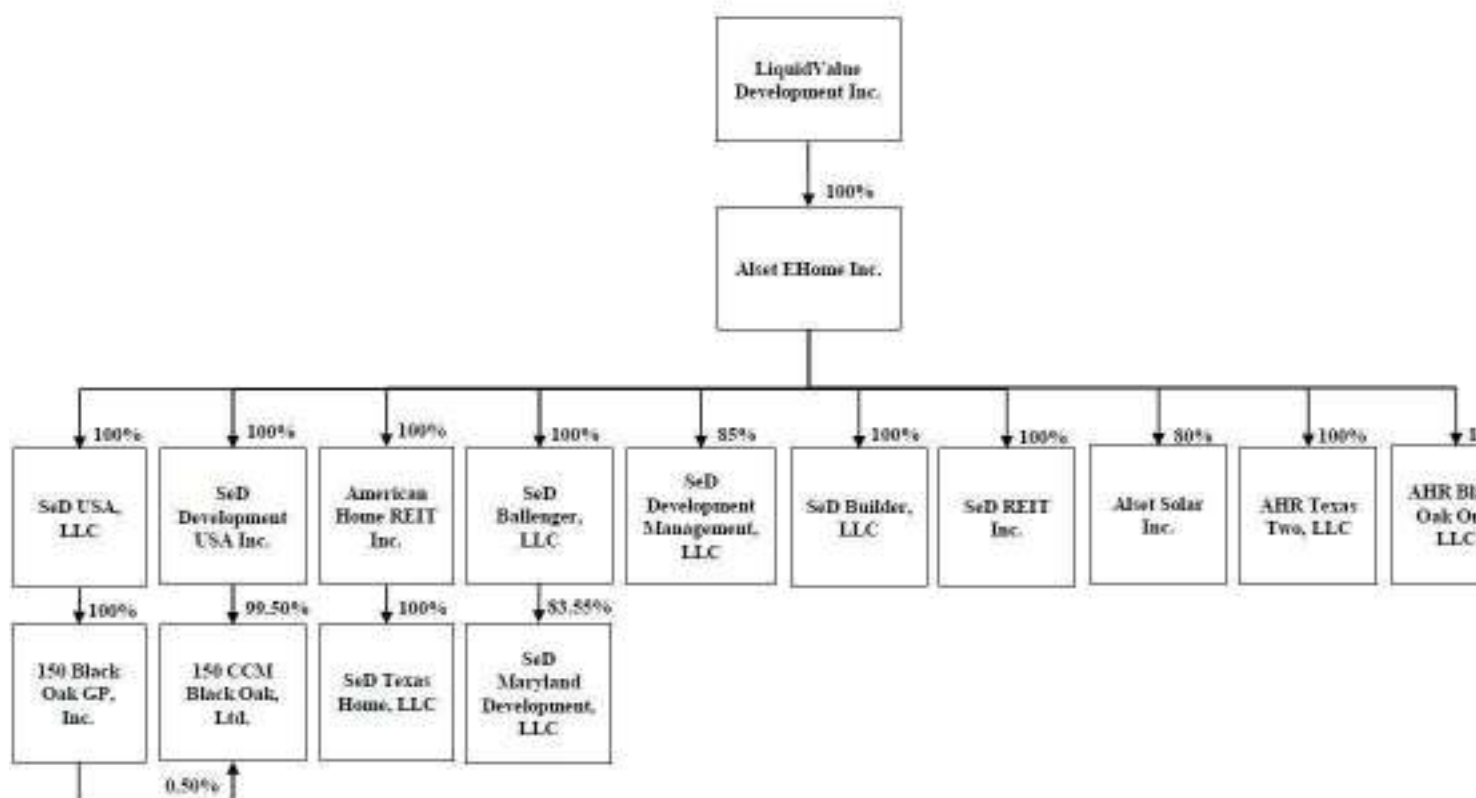 LiquidValue
Development Inc.
100%
Alset EHome Inc.
100%
100%
100%
100%
85%
100%
100%
80%
100%
SeD USA,
LLC
SeD
Development
USA Inc.
American
Home REIT
Inc.
SeD
Ballenger,
LLC
SeD
Development
Management,
LLC
SeD Builder,
LLC
SeD REIT
Inc.
Alset Solar
Inc.
AHR Texas
Two, LLC
AHR
Oak
LLC
100%
99.50%
100%
83.55%
150 Black
Oak GP,
Inc.
150 CCM
Black Oak,
Ltd.
SeD Texas
Home, LLC
SeD
Maryland
Development,
LLC
0.50%